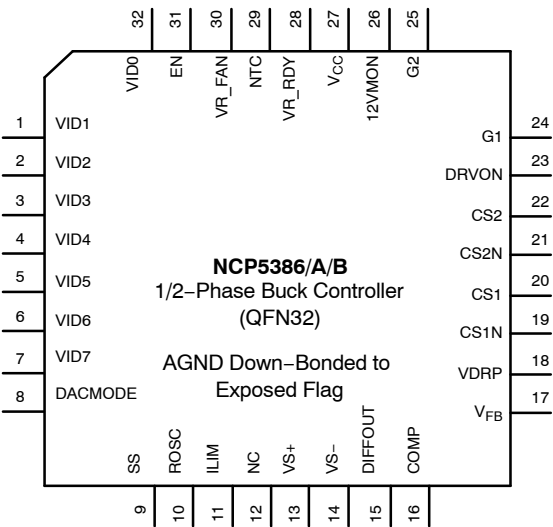 32 31 30 29 28 27 26 25
VID0 EN VR_FAN NTC VR_RDY VCC 12VMON G2
1 VID1
2 VID2
3 VID3
4 VID4
5 VID5
6 VID6
7 VID7
8 DACMODE
NCP5386/A/B
1/2−Phase Buck Controller
(QFN32)
AGND Down−Bonded to
Exposed Flag
G1 24
DRVON 23
CS2 22
CS2N 21
CS1 20
CS1N 19
VDRP 18
VFB 17
SS ROSC ILIM NC VS+ VS− DIFFOUT COMP
9 10 11 12 13 14 15 16